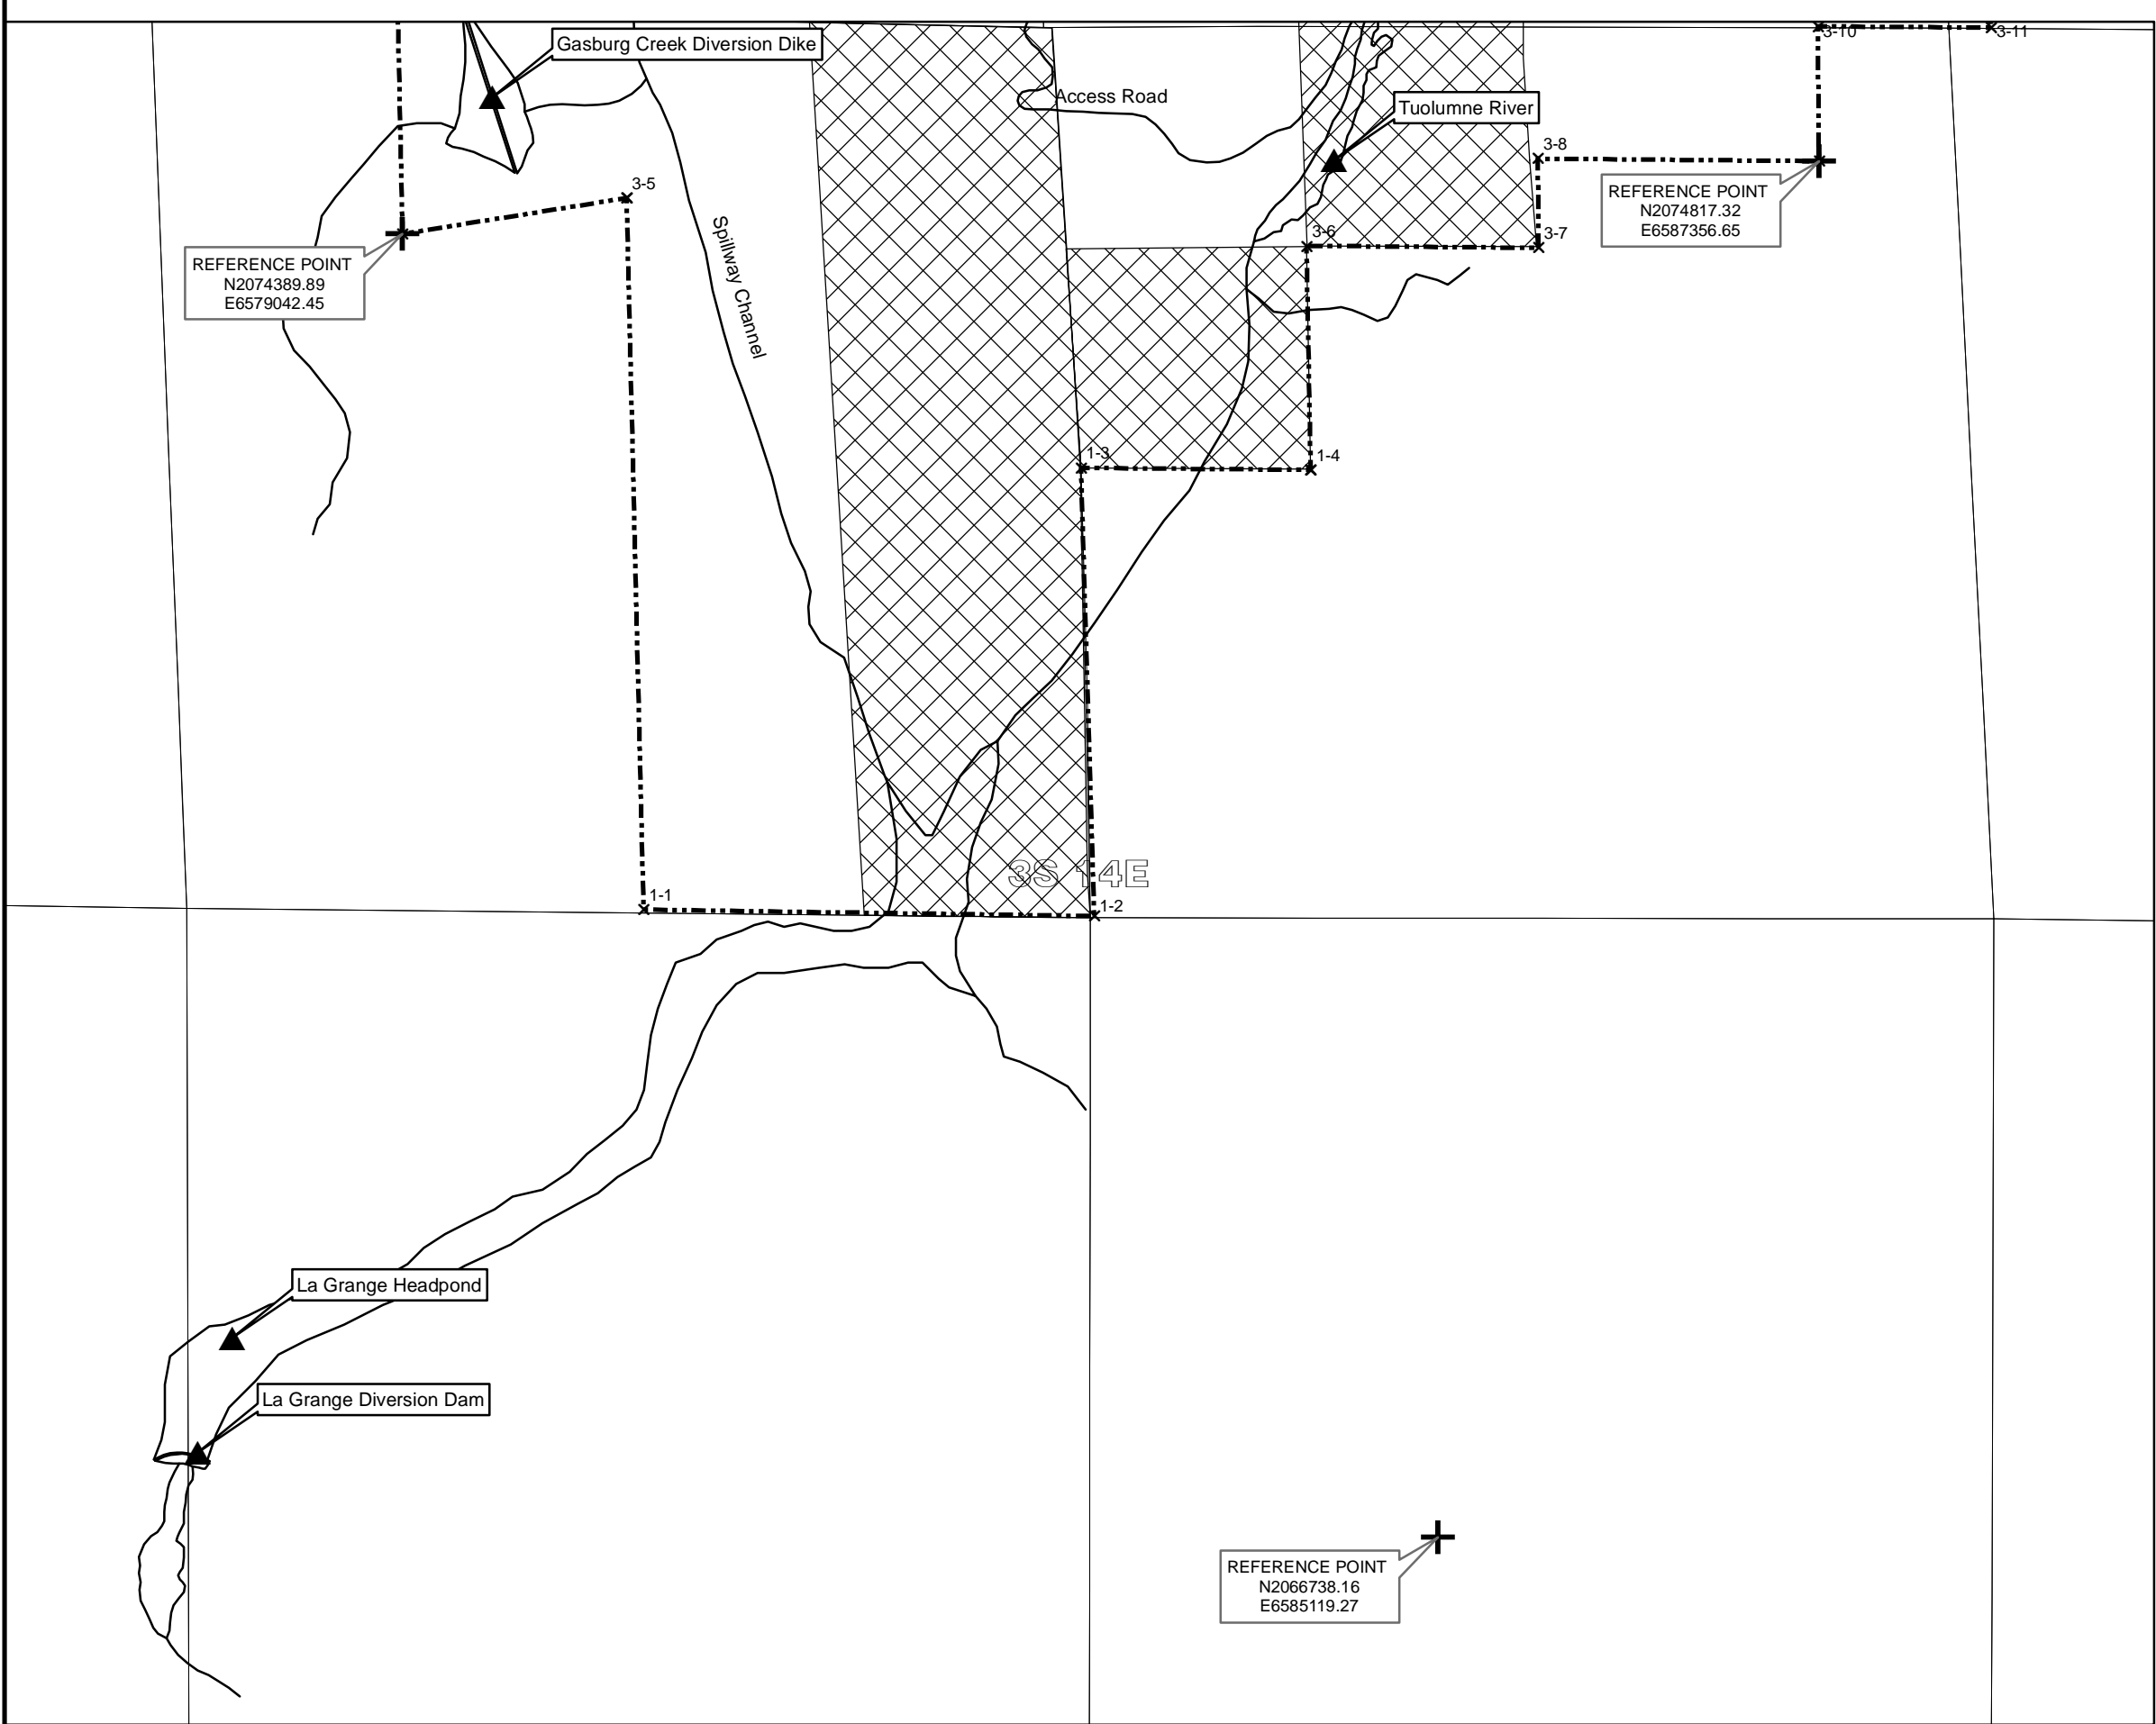 3-10
3-11
Gasburg Creek Diversion Dike
Access Road
Tuolumne River
3-8
3-5
REFERENCE POINT
N2074817.32
E6587356.65
Spillway Channel
3-6
3-7
REFERENCE POINT
N2074389.89
E6579042.45
1-3
1-4
3S 14E
1-1
1-2
La Grange Headpond
La Grange Diversion Dam
REFERENCE POINT
N2066738.16
E6585119.27